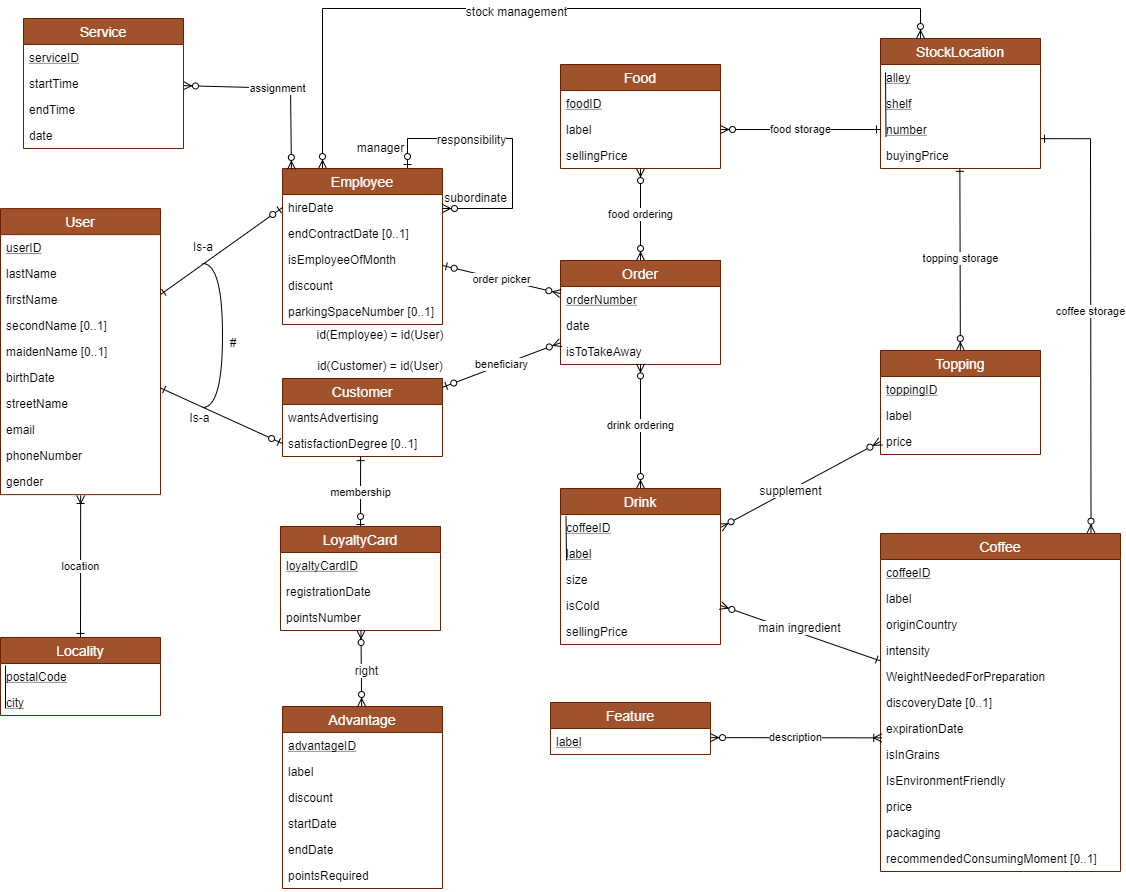 stock management
Service
serviceID
startTime
endTime
date
assignment
StockLocation
alley
shelf
number
buyingPrice
Food
foodID
label
sellingPrice
food storage
manager
responsibility
subordinate
Employee
hireDate
endContractDate [0..1]
isEmployeeOfMonth
discount
parkingSpaceNumber [0..1]
id(Employee) = id(User)
User
userID
lastName
firstName
secondName [0..1]
maidenName [0..1]
birthDate
streetName
email
phoneNumber
gender
Is-a
#
Is-a
food ordering
order picker
Order
orderNumber
date
isToTakeAway
topping storage
coffee storage
id(Customer) = id(User)
beneficiary
Customer
wantsAdvertising
satisfactionDegree [0..1]
Topping
toppingID
label
price
drink ordering
membership
supplement
Drink
coffeeID
label
size
isCold
sellingPrice
LoyaltyCard
loyaltyCardID
registrationDate
pointsNumber
location
Locality
postalCode
city
right
main ingredient
Coffee
coffeeID
label
originCountry
intensity
WeightNeededForPreparation
discoveryDate [0..1]
expirationDate
isInGrains
IsEnvironmentFriendly
price
packaging
recommendedConsumingMoment [0..1]
Advantage
advantageID
label
discount
startDate
endDate
pointsRequired
Feature
label
description